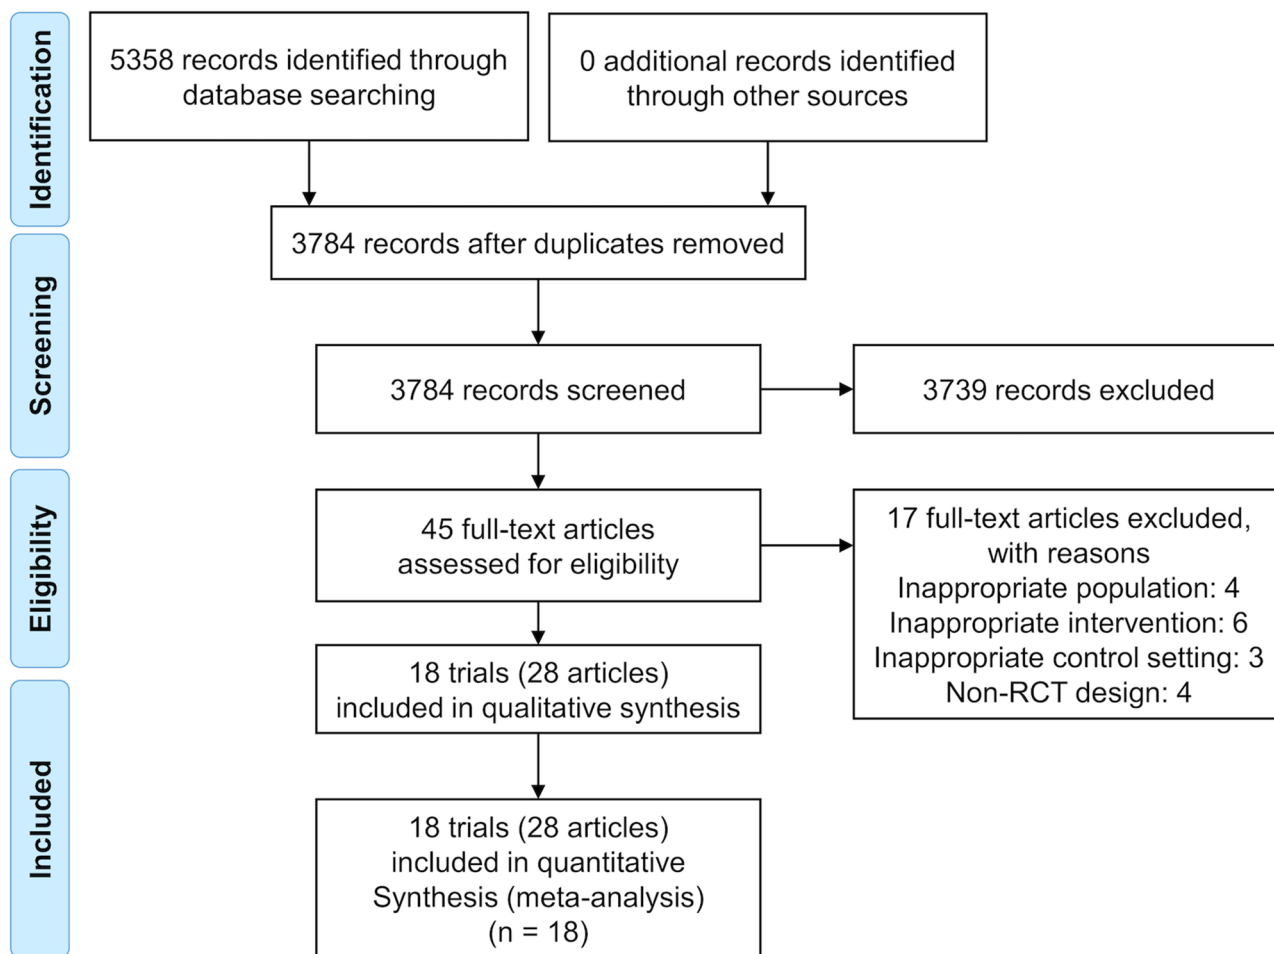 Identification
5358 records identified through
database searching
0 additional records identified
through other sources
3784 records after duplicates removed
Screening
3784 records screened
3739 records excluded
Eligibility
45 full-text articles
assessed for eligibility
17 full-text articles excluded,
with reasons
Inappropriate population: 4
Inappropriate intervention: 6
Inappropriate control setting: 3
Non-RCT design: 4
18 trials (28 articles)
included in qualitative synthesis
Included
18 trials (28 articles)
included in quantitative
Synthesis (meta-analysis)
(n = 18)